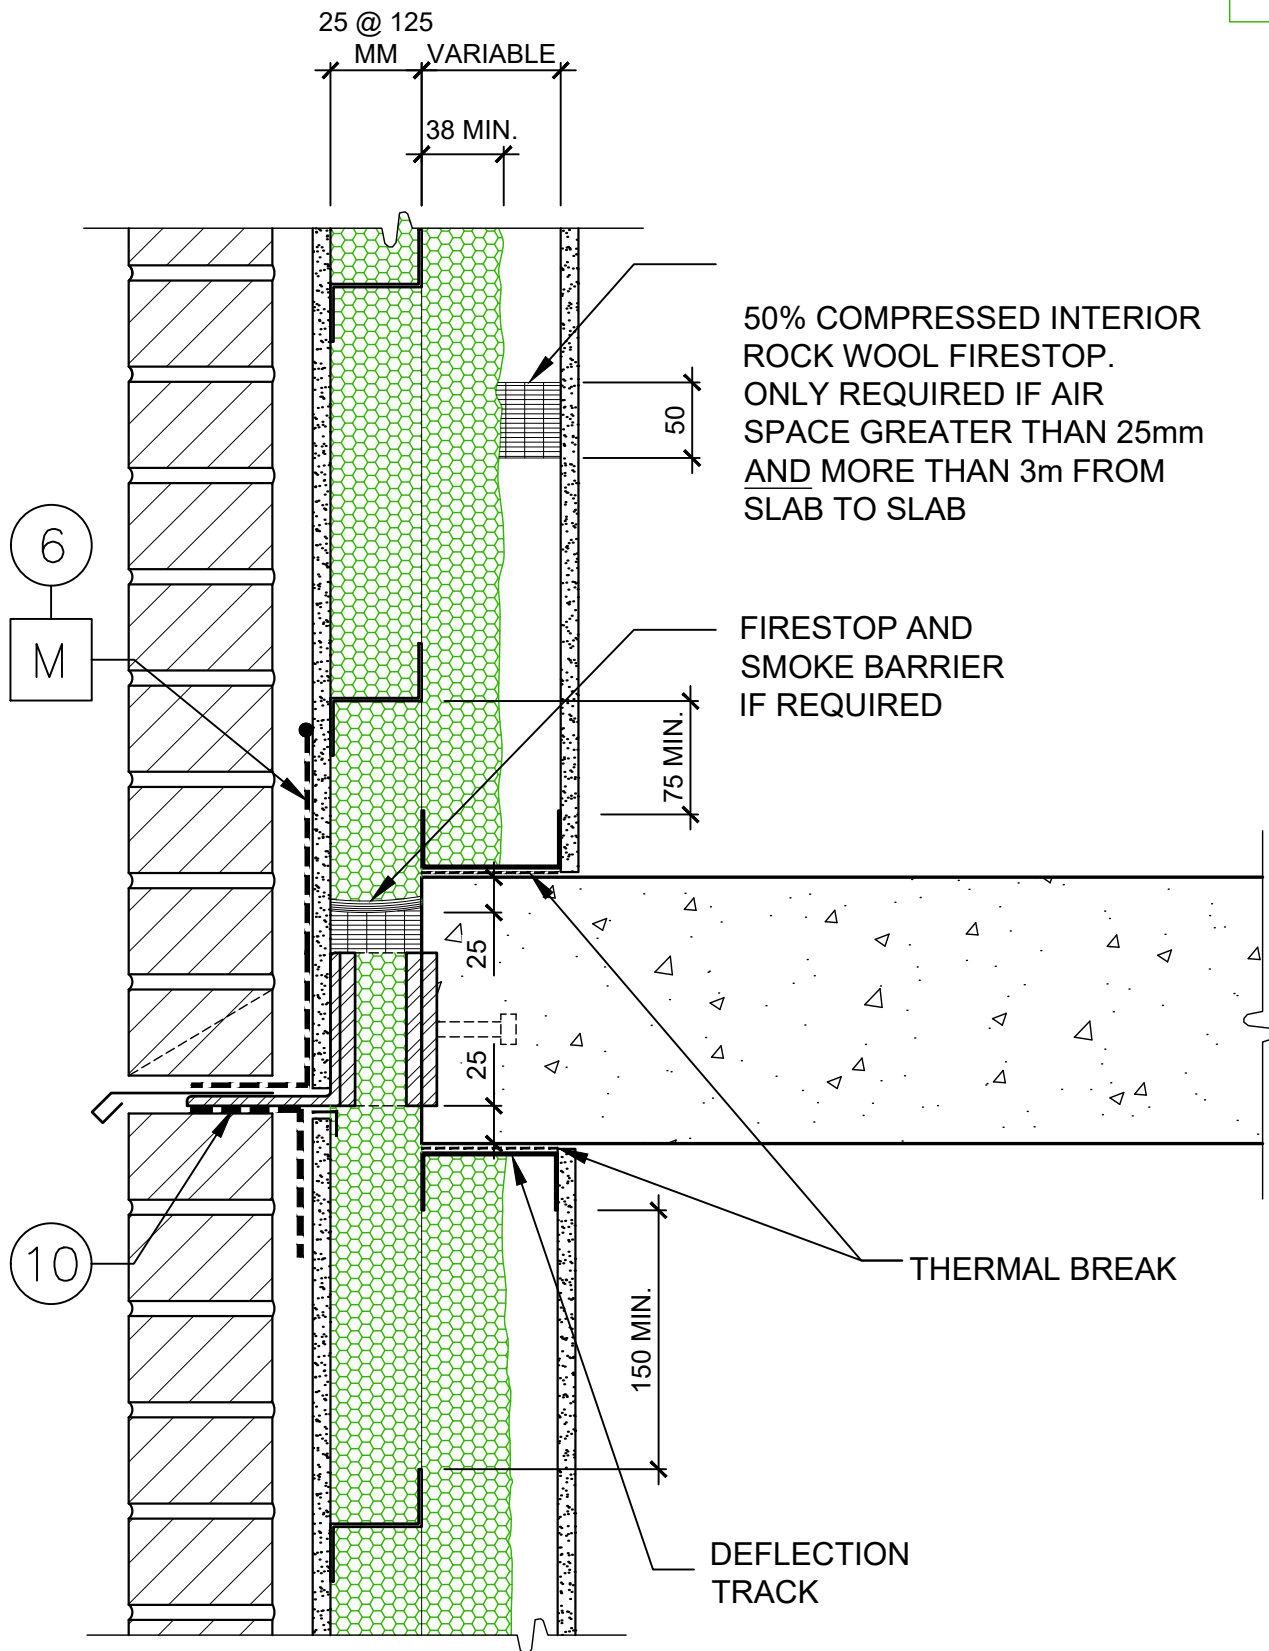 25 @ 125
MM
VARIABLE
38 MIN.
50% COMPRESSED INTERIOR
ROCK WOOL FIRESTOP.
ONLY REQUIRED IF AIR
SPACE GREATER THAN 25mm
AND MORE THAN 3m FROM
SLAB TO SLAB
50
6
M
FIRESTOP AND
SMOKE BARRIER
IF REQUIRED
75 MIN.
25
25
10
THERMAL BREAK
150 MIN.
DEFLECTION
TRACK